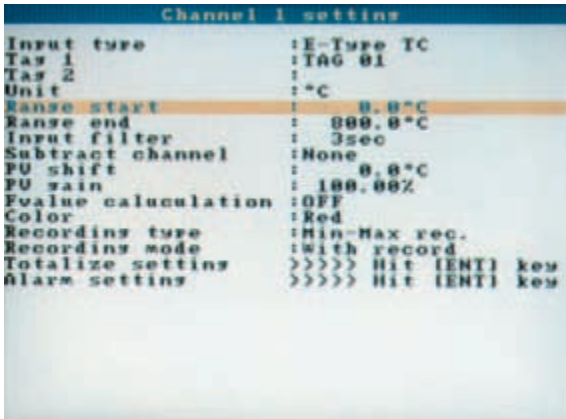 Channel 1 setting
Input type :E-Type TC
Tag 1 :TAG 01
Tag 2 :
Unit :°C
Range start : 0.0°C
Range end : 800.0°C
Input filter : 3sec
Subtract channel :None
PV shift : 0.0°C
PV gain : 100.00%
Fvalue caluculation :OFF
Color :Red
Recording type :Min-Max rec.
Recording mode :With record
Totalize setting >>>>> Hit [ENT] key
Alarm setting >>>>> Hit [ENT] key